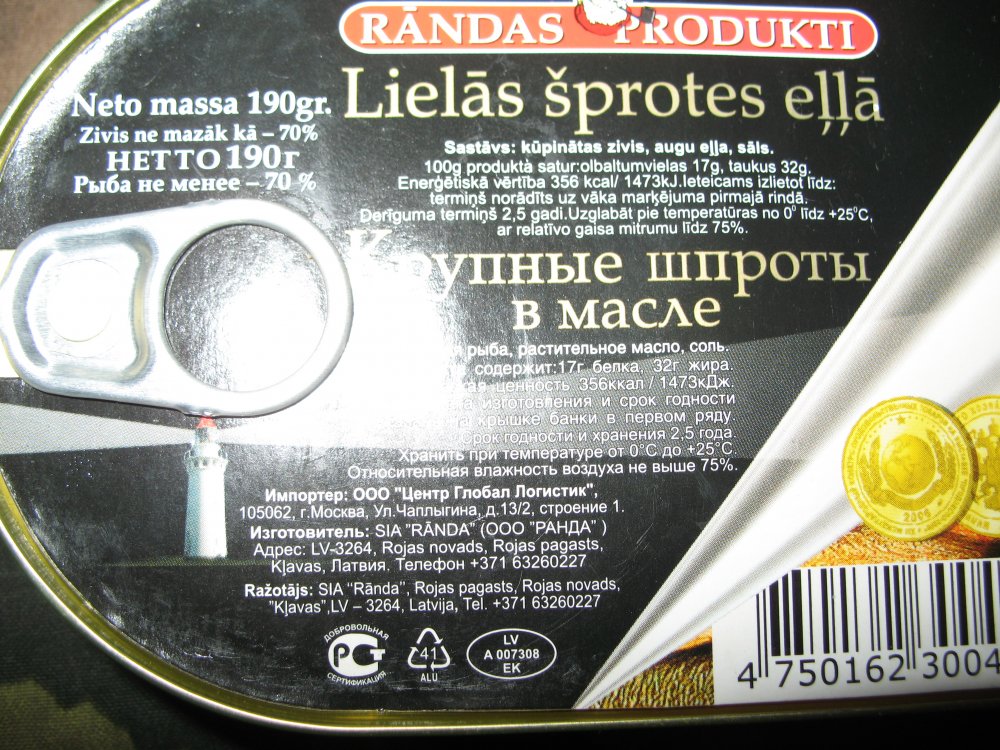 RĀNDAS PRODUKTI
Neto massa 190gr.
Zivis ne mazāk kā – 70%
НЕТТО 190г
Рыба не менее – 70 %
Lielās šprotes eļļā
Sastāvs: kūpinātas zivis, augu eļļa, sāls.
100g produkta satur:olbaltumvielas 17g, taukus 32g.
Enerģētiskā vērtība 356 kcal/ 1473kJ.Ieteicams izlietot līdz:
termiņš norādīts uz vāka marķējuma pirmajā rindā.
Derīguma termiņš 2,5 gadi.Uzglabāt pie temperatūras no 0° līdz +25°C,
ar relatīvo gaisa mitrumu līdz 75%.
Крупные шпроты
в масле
рыба, растительное масло, соль.
содержит:17г белка, 32г жира.
ценность 356ккал / 1473кДж.
изготовления и срок годности
крышке банки в первом ряду.
Срок годности и хранения 2,5 года.
Хранить при температуре от 0°C до +25°C.
Относительная влажность воздуха не выше 75%.
Импортер: ООО "Центр Глобал Логистик",
105062, г.Москва, Ул.Чаплыгина, д.13/2, строение 1.
Изготовитель: SIA "RĀNDA" (ООО "РАНДА" )
Адрес: LV-3264, Rojas novads, Rojas pagasts,
Kļavas, Латвия. Телефон +371 63260227
Ražotājs: SIA "Rānda", Rojas pagasts, Rojas novads,
"Kļavas",LV – 3264, Latvija, Tel. +371 63260227
ДОБРОВОЛЬНАЯ
РСТ
СЕРТИФИКАЦИЯ
41
ALU
LV
A 007308
EK
2006
4 750162 3004